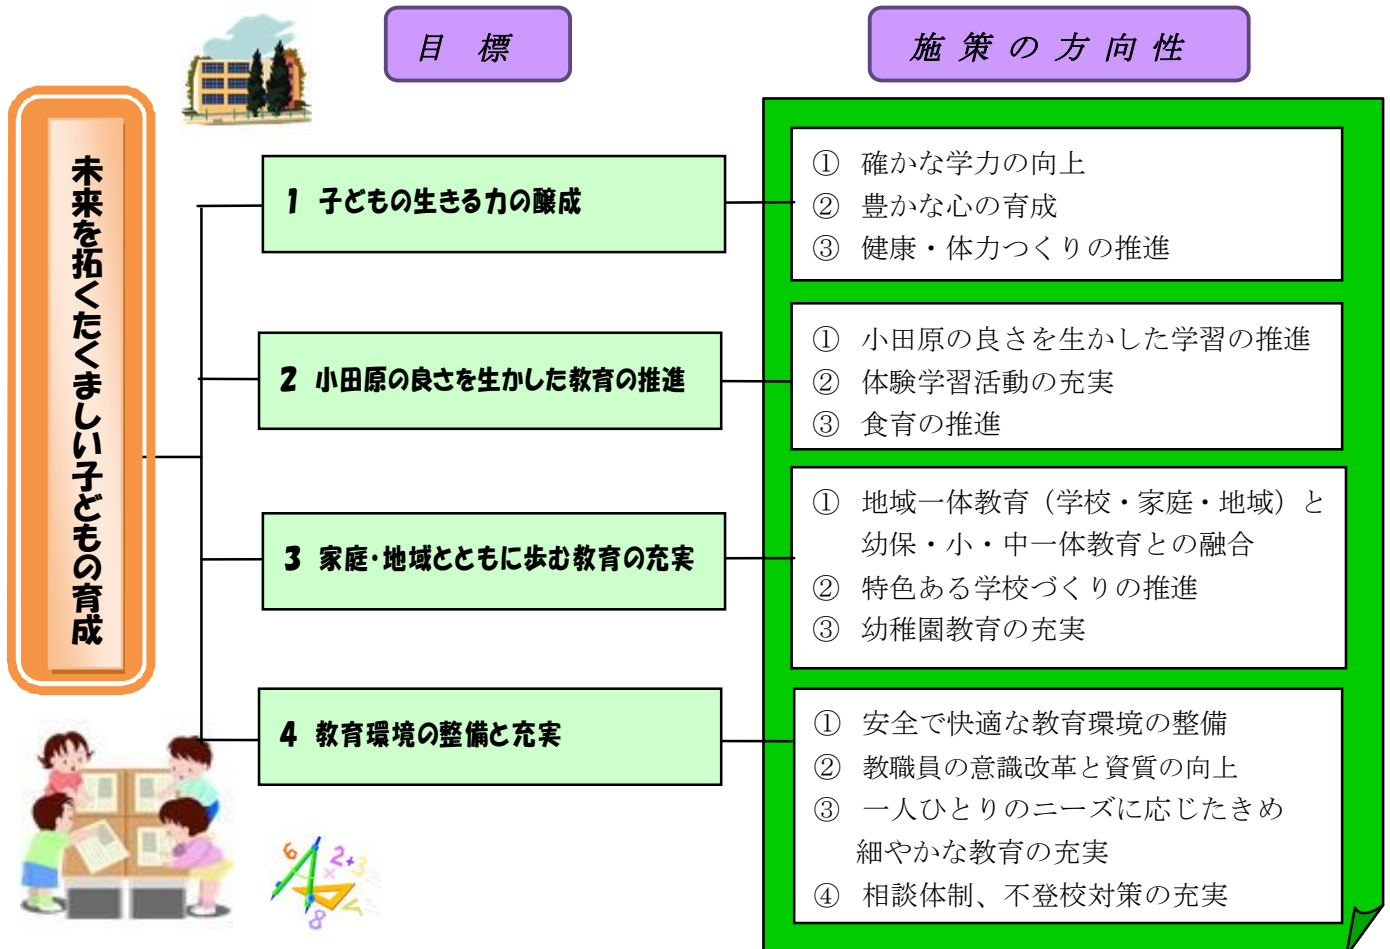 目 標
施 策 の 方 向 性
未来を拓くたくましい子どもの育成
1 子どもの生きる力の醸成
① 確かな学力の向上
② 豊かな心の育成
③ 健康・体力つくりの推進
2 小田原の良さを生かした教育の推進
① 小田原の良さを生かした学習の推進
② 体験学習活動の充実
③ 食育の推進
3 家庭・地域とともに歩む教育の充実
① 地域一体教育（学校・家庭・地域）と
幼保・小・中一体教育との融合
② 特色ある学校づくりの推進
③ 幼稚園教育の充実
4 教育環境の整備と充実
① 安全で快適な教育環境の整備
② 教職員の意識改革と資質の向上
③ 一人ひとりのニーズに応じたきめ
細やかな教育の充実
④ 相談体制、不登校対策の充実
6 2+3
×
8